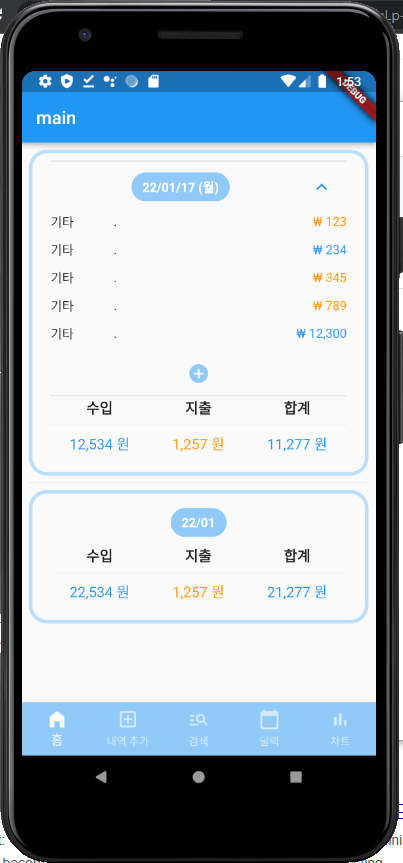 1:53
DEBUG
main
22/01/17 (월)
기타 . ₩ 123
기타 . ₩ 234
기타 . ₩ 345
기타 . ₩ 789
기타 . ₩ 12,300
수입 지출 합계
12,534 원 1,257 원 11,277 원
22/01
수입 지출 합계
22,534 원 1,257 원 21,277 원
홈 내역 추가 검색 달력 차트